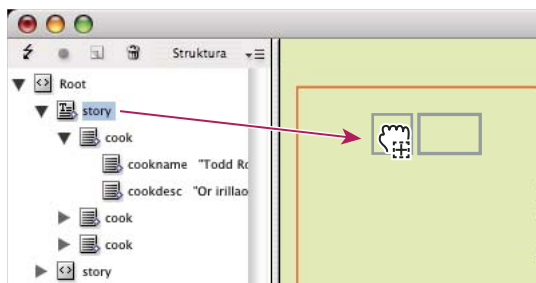 Struktura
Root
story
cook
cookname "Todd Ro
cookdesc "Or irillao
cook
cook
story